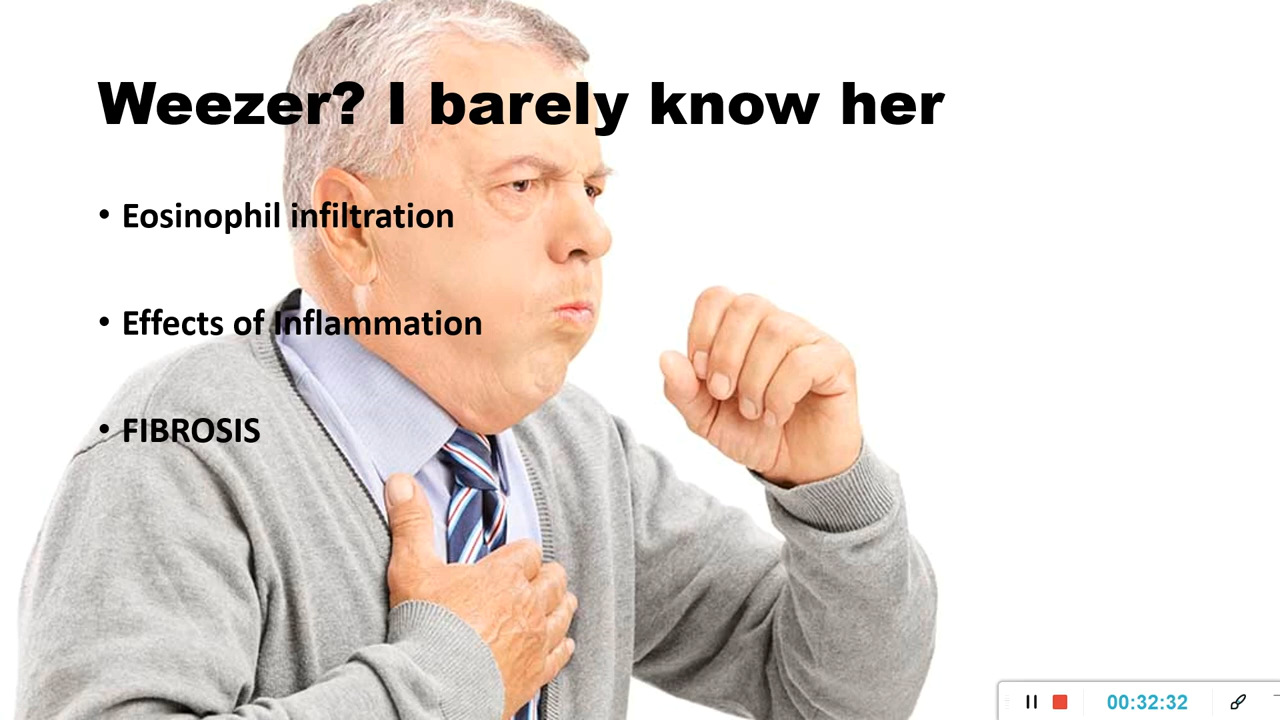 Weezer? I barely know her
• Eosinophil infiltration
• Effects of Inflammation
• FIBROSIS
00:32:32